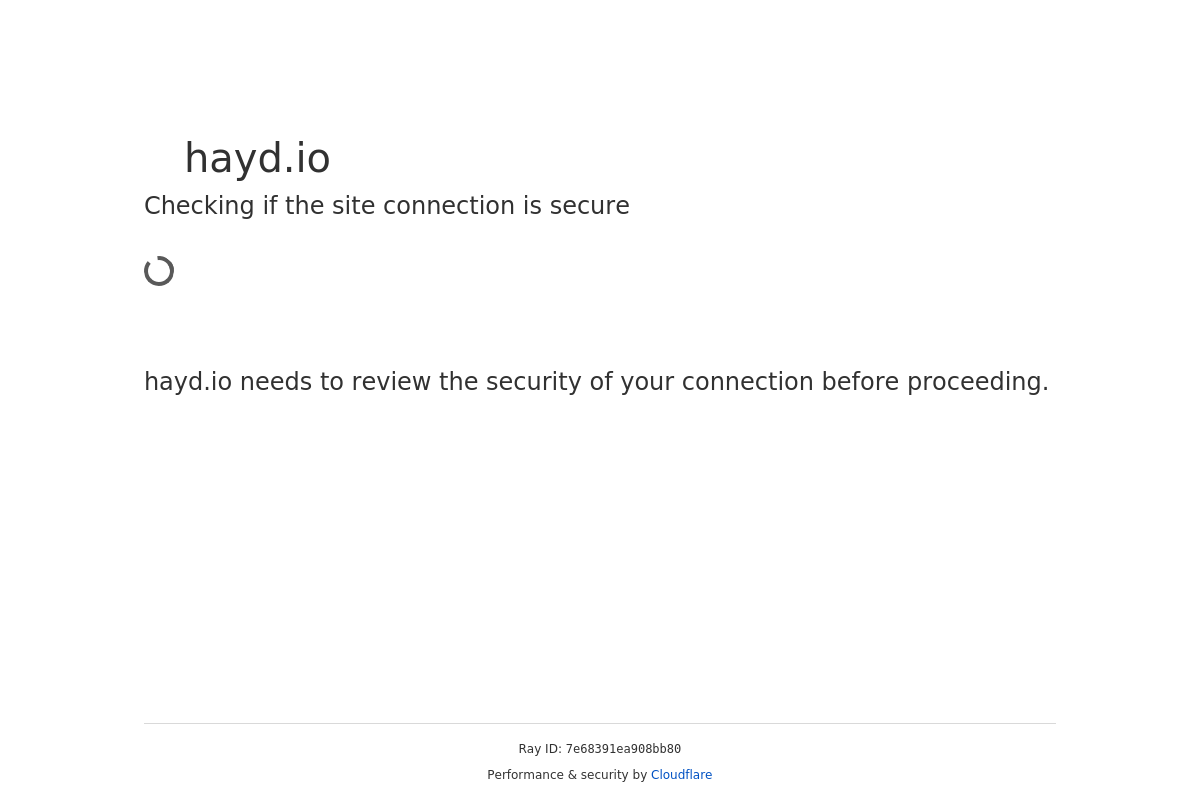 hayd.io
Checking if the site connection is secure
hayd.io needs to review the security of your connection before proceeding.
Ray ID: 7e68391ea908bb80
Performance & security by Cloudflare